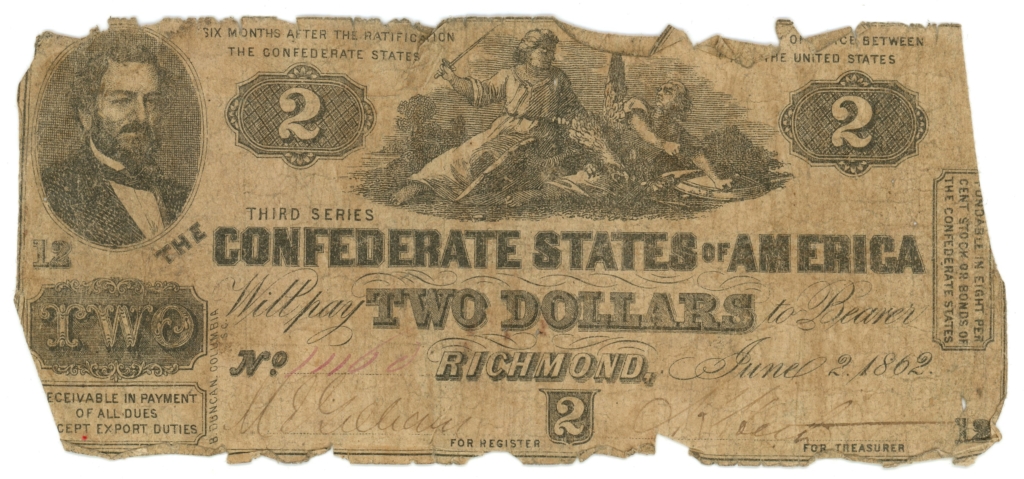 SIX MONTHS AFTER THE RATIFICATION
THE CONFEDERATE STATES
BETWEEN
THE UNITED STATES
2
2
THIRD SERIES
12
THE CONFEDERATE STATES OF AMERICA
Will pay TWO DOLLARS to Bearer
TWO
No.
RICHMOND, June 2, 1862.
FUNDABLE IN EIGHT PER
CENT STOCK OR BONDS OF
THE CONFEDERATE STATES
B. DUNCAN, COLUMBIA
ECEIVABLE IN PAYMENT
OF ALL DUES
CEPT EXPORT DUTIES
2
FOR REGISTER
FOR TREASURER
12